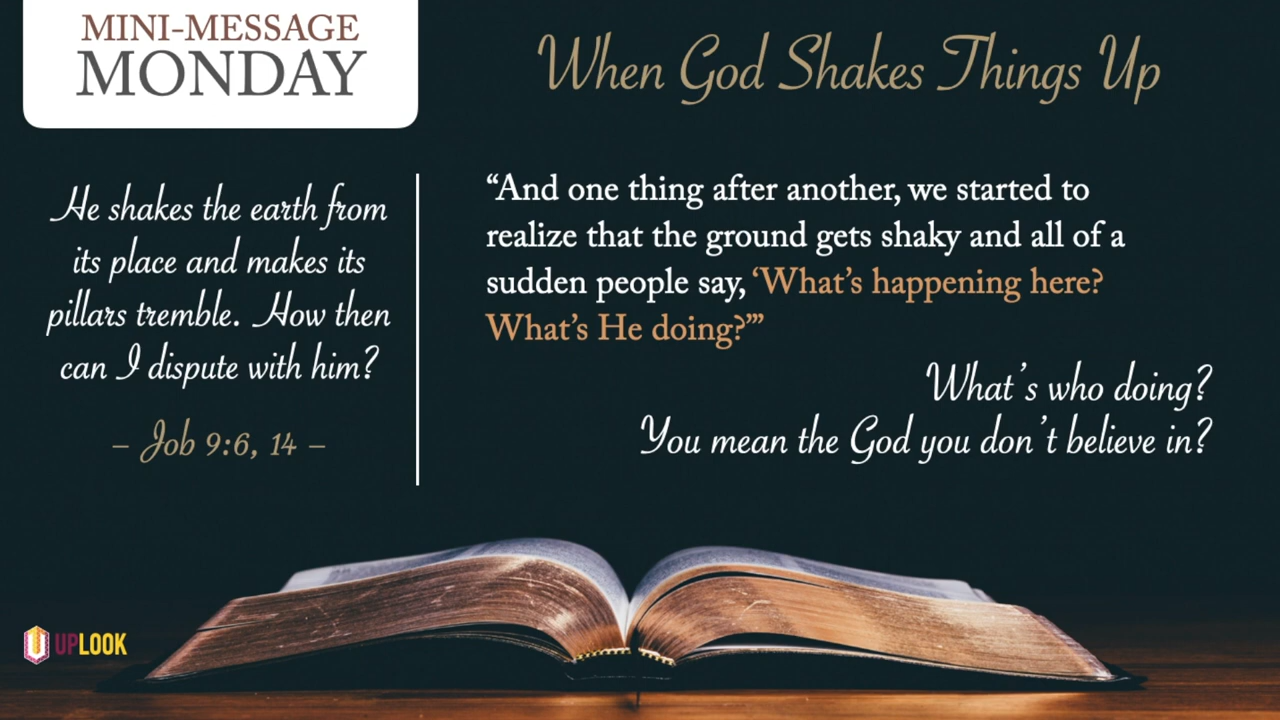 MINI-MESSAGE
MONDAY
When God Shakes Things Up
He shakes the earth from
its place and makes its
pillars tremble. How then
can I dispute with him?
– Job 9:6, 14 –
“And one thing after another, we started to
realize that the ground gets shaky and all of a
sudden people say, ‘What’s happening here?
What’s He doing?’”
What’s who doing?
You mean the God you don’t believe in?
UPLOOK